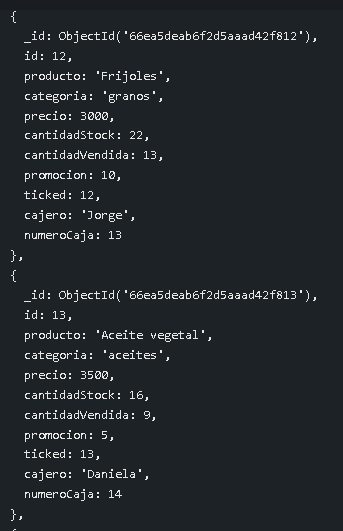 {
_id: ObjectId('66ea5deab6f2d5aaad42f812'),
id: 12,
producto: 'Frijoles',
categoria: 'granos',
precio: 3000,
cantidadStock: 22,
cantidadVendida: 13,
promocion: 10,
ticked: 12,
cajero: 'Jorge',
numeroCaja: 13
},
{
_id: ObjectId('66ea5deab6f2d5aaad42f813'),
id: 13,
producto: 'Aceite vegetal',
categoria: 'aceites',
precio: 3500,
cantidadStock: 16,
cantidadVendida: 9,
promocion: 5,
ticked: 13,
cajero: 'Daniela',
numeroCaja: 14
},
{